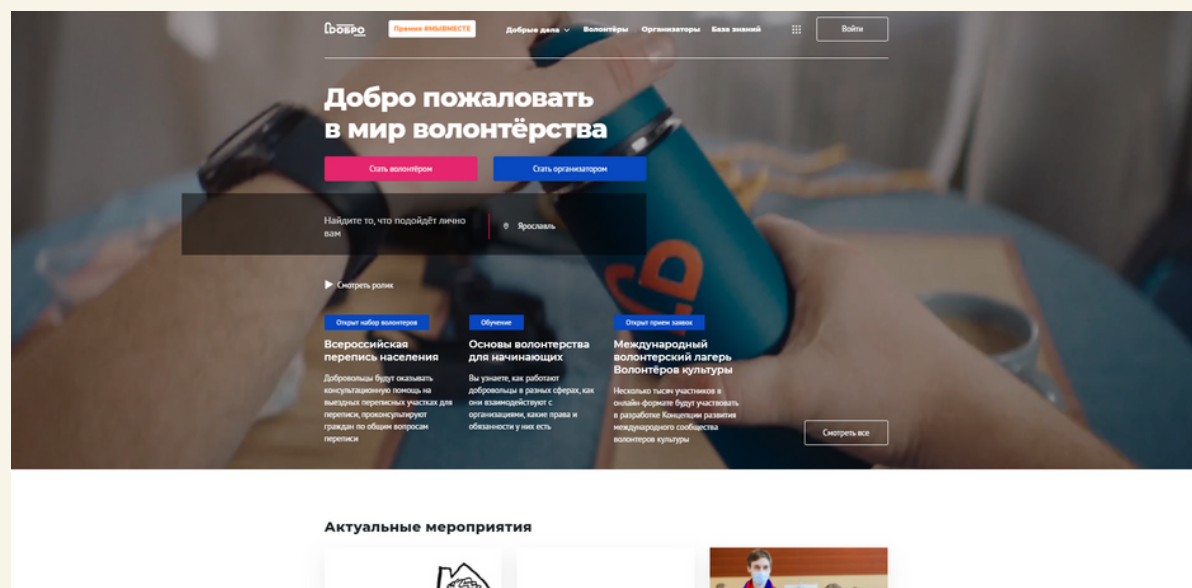 ДОБРО
Премия #МЫВМЕСТЕ
Добрые дела
Волонтёры
Организаторы
База знаний
Войти
Добро пожаловать
в мир волонтёрства
Стать волонтёром
Стать организатором
Найдите то, что подойдёт лично
вам
Ярославль
Смотреть ролик
Открыт набор волонтеров
Всероссийская
перепись населения
Добровольцы будут оказывать
консультационную помощь на
выездных переписных участках для
переписи, проконсультируют
граждан по общим вопросам
переписи
Обучение
Основы волонтерства
для начинающих
Вы узнаете, как работают
добровольцы в разных сферах, как
они взаимодействуют с
организациями, какие права и
обязанности у них есть
Открыт прием заявок
Международный
волонтерский лагерь
Волонтёров культуры
Несколько тысяч участников в
онлайн-формате будут участвовать
в разработке Концепции развития
международного сообщества
волонтеров культуры
Смотреть все
Актуальные мероприятия